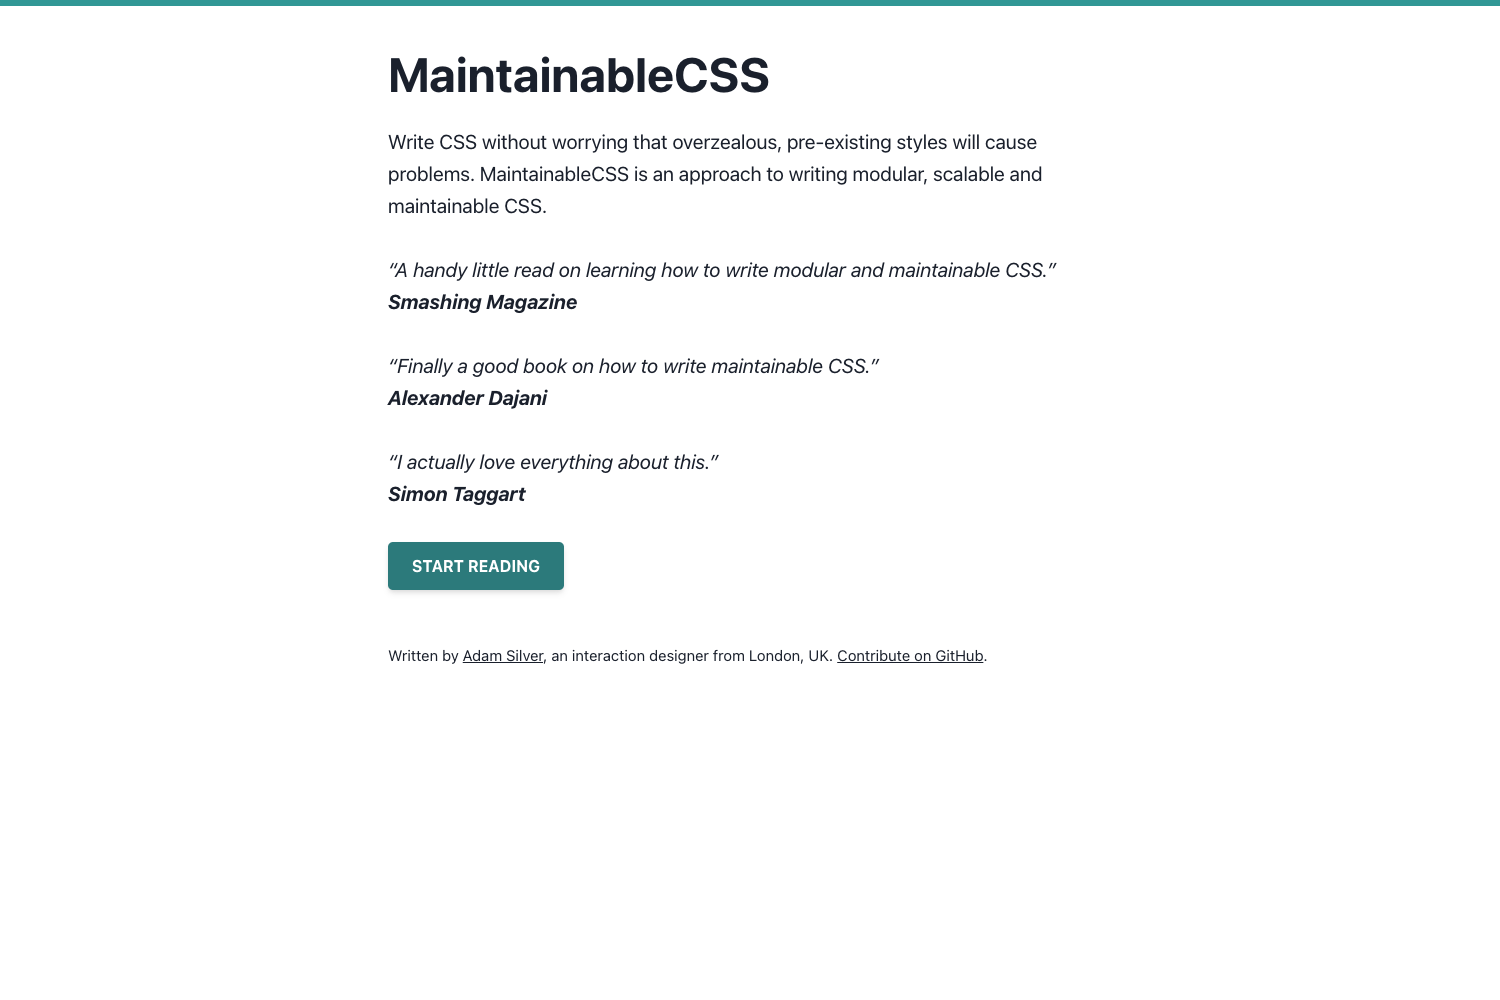 MaintainableCSS
Write CSS without worrying that overzealous, pre-existing styles will cause
problems. MaintainableCSS is an approach to writing modular, scalable and
maintainable CSS.
“A handy little read on learning how to write modular and maintainable CSS.”
Smashing Magazine
“Finally a good book on how to write maintainable CSS.”
Alexander Dajani
“I actually love everything about this.”
Simon Taggart
START READING
Written by Adam Silver, an interaction designer from London, UK. Contribute on GitHub.